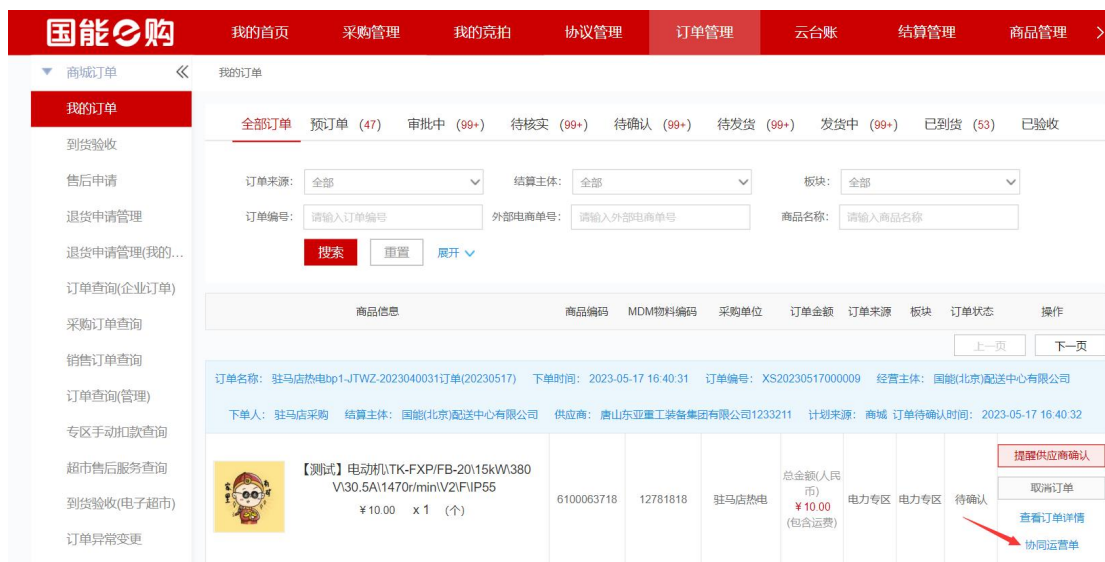 国能e购 我的首页 采购管理 我的竞拍 协议管理 订单管理 云台账 结算管理 商品管理
商城订单 我的订单
我的订单
到货验收
售后申请
退货申请管理
退货申请管理(我的...
订单查询(企业订单)
采购订单查询
销售订单查询
订单查询(管理)
专区手动扣款查询
超市售后服务查询
到货验收(电子超市)
订单异常变更
全部订单 预订单 (47) 审批中 (99+) 待核实 (99+) 待确认 (99+) 待发货 (99+) 发货中 (99+) 已到货 (53) 已验收
订单来源: 全部 结算主体: 全部 板块: 全部
订单编号: 请输入订单编号 外部电商单号: 请输入外部电商单号 商品名称: 请输入商品名称
搜索 重置 展开
商品信息 商品编码 MDM物料编码 采购单位 订单金额 订单来源 板块 订单状态 操作
上一页 下一页
订单名称: 驻马店热电bp1-JTWZ-2023040031订单(20230517) 下单时间: 2023-05-17 16:40:31 订单编号: XS20230517000009 经营主体: 国能(北京)配送中心有限公司
下单人: 驻马店采购 结算主体: 国能(北京)配送中心有限公司 供应商: 唐山东亚重工装备集团有限公司1233211 计划来源: 商城 订单待确认时间: 2023-05-17 16:40:32
【测试】电动机\TK-FXP/FB-20\15kW\380
V\30.5A\1470r/min\V2\F\IP55
￥10.00 x 1 (个)
6100063718 12781818 驻马店热电
总金额(人民
币)
￥10.00
(包含运费)
电力专区 电力专区 待确认
提醒供应商确认
取消订单
查看订单详情
协同运营单